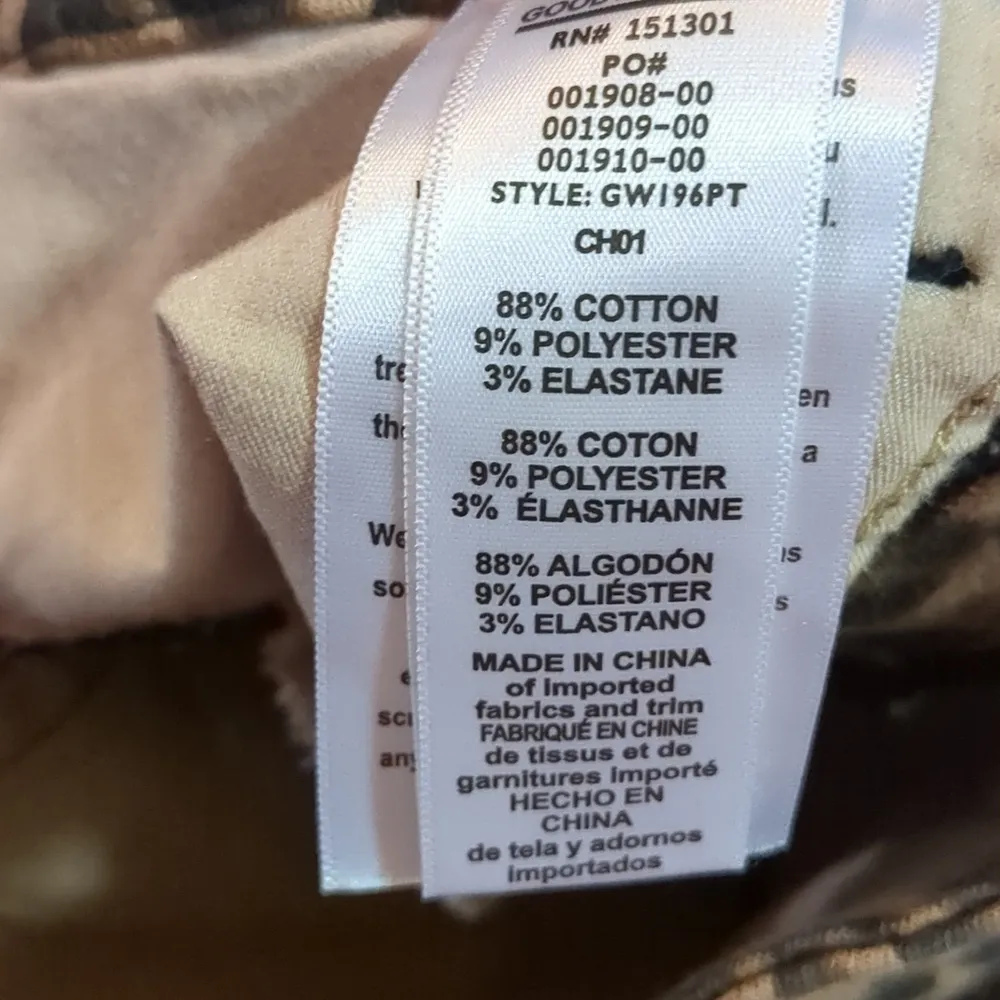 GOOD
RN# 151301
PO#
001908-00
001909-00
001910-00
STYLE: GW196PT
CH01
88% COTTON
9% POLYESTER
3% ELASTANE
88% COTON
9% POLYESTER
3% ÉLASTHANNE
88% ALGODÓN
9% POLIÉSTER
3% ELASTANO
MADE IN CHINA
of Imported
fabrics and trim
FABRIQUÉ EN CHINE
de tissus et de
garnitures Importé
HECHO EN
CHINA
de tela y adornos
importados